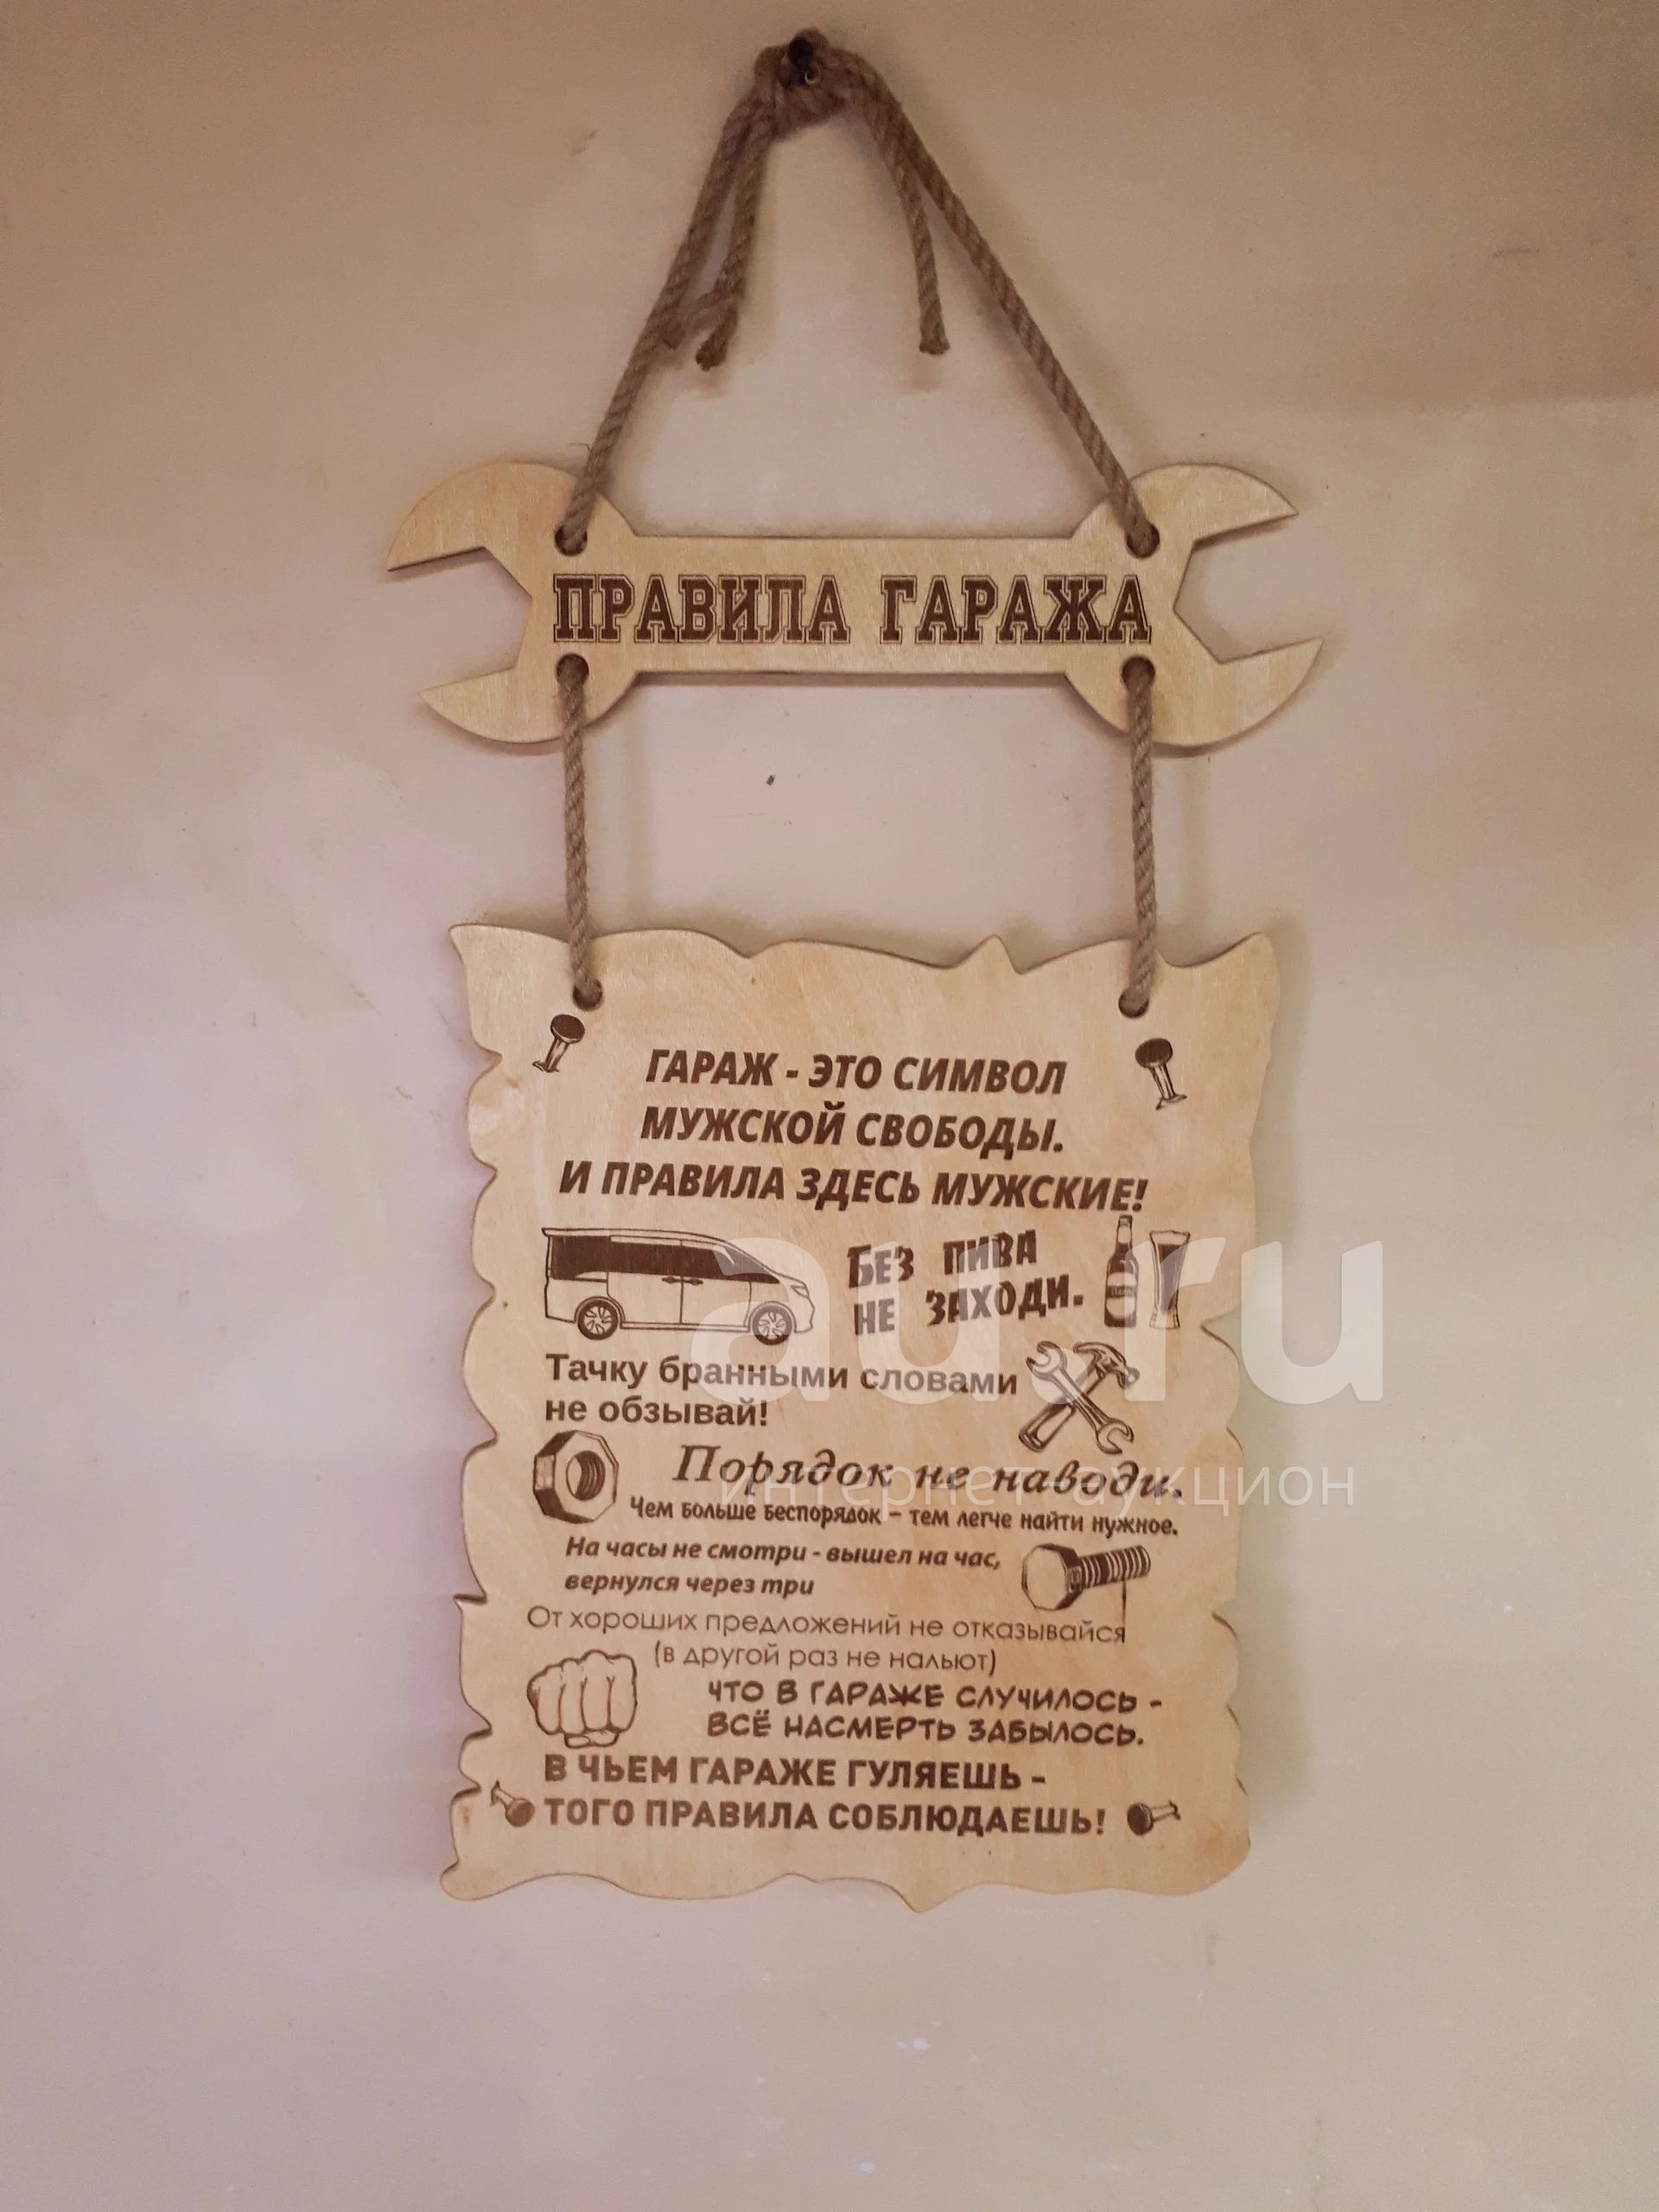 ПРАВИЛА ГАРАЖА
ГАРАЖ - ЭТО СИМВОЛ
МУЖСКОЙ СВОБОДЫ.
И ПРАВИЛА ЗДЕСЬ МУЖСКИЕ!
БЕЗ ПИВА
НЕ ЗАХОДИ.
au.ru
Тачку бранными словами
не обзывай!
Порядок не наводи.
интернет-аукцион
Чем больше беспорядок – тем легче найти нужное.
На часы не смотри - вышел на час,
вернулся через три
От хороших предложений не отказывайся
(в другой раз не нальют)
ЧТО В ГАРАЖЕ СЛУЧИЛОСЬ -
ВСЁ НАСМЕРТЬ ЗАБЫЛОСЬ.
В ЧЬЕМ ГАРАЖЕ ГУЛЯЕШЬ -
ТОГО ПРАВИЛА СОБЛЮДАЕШЬ!